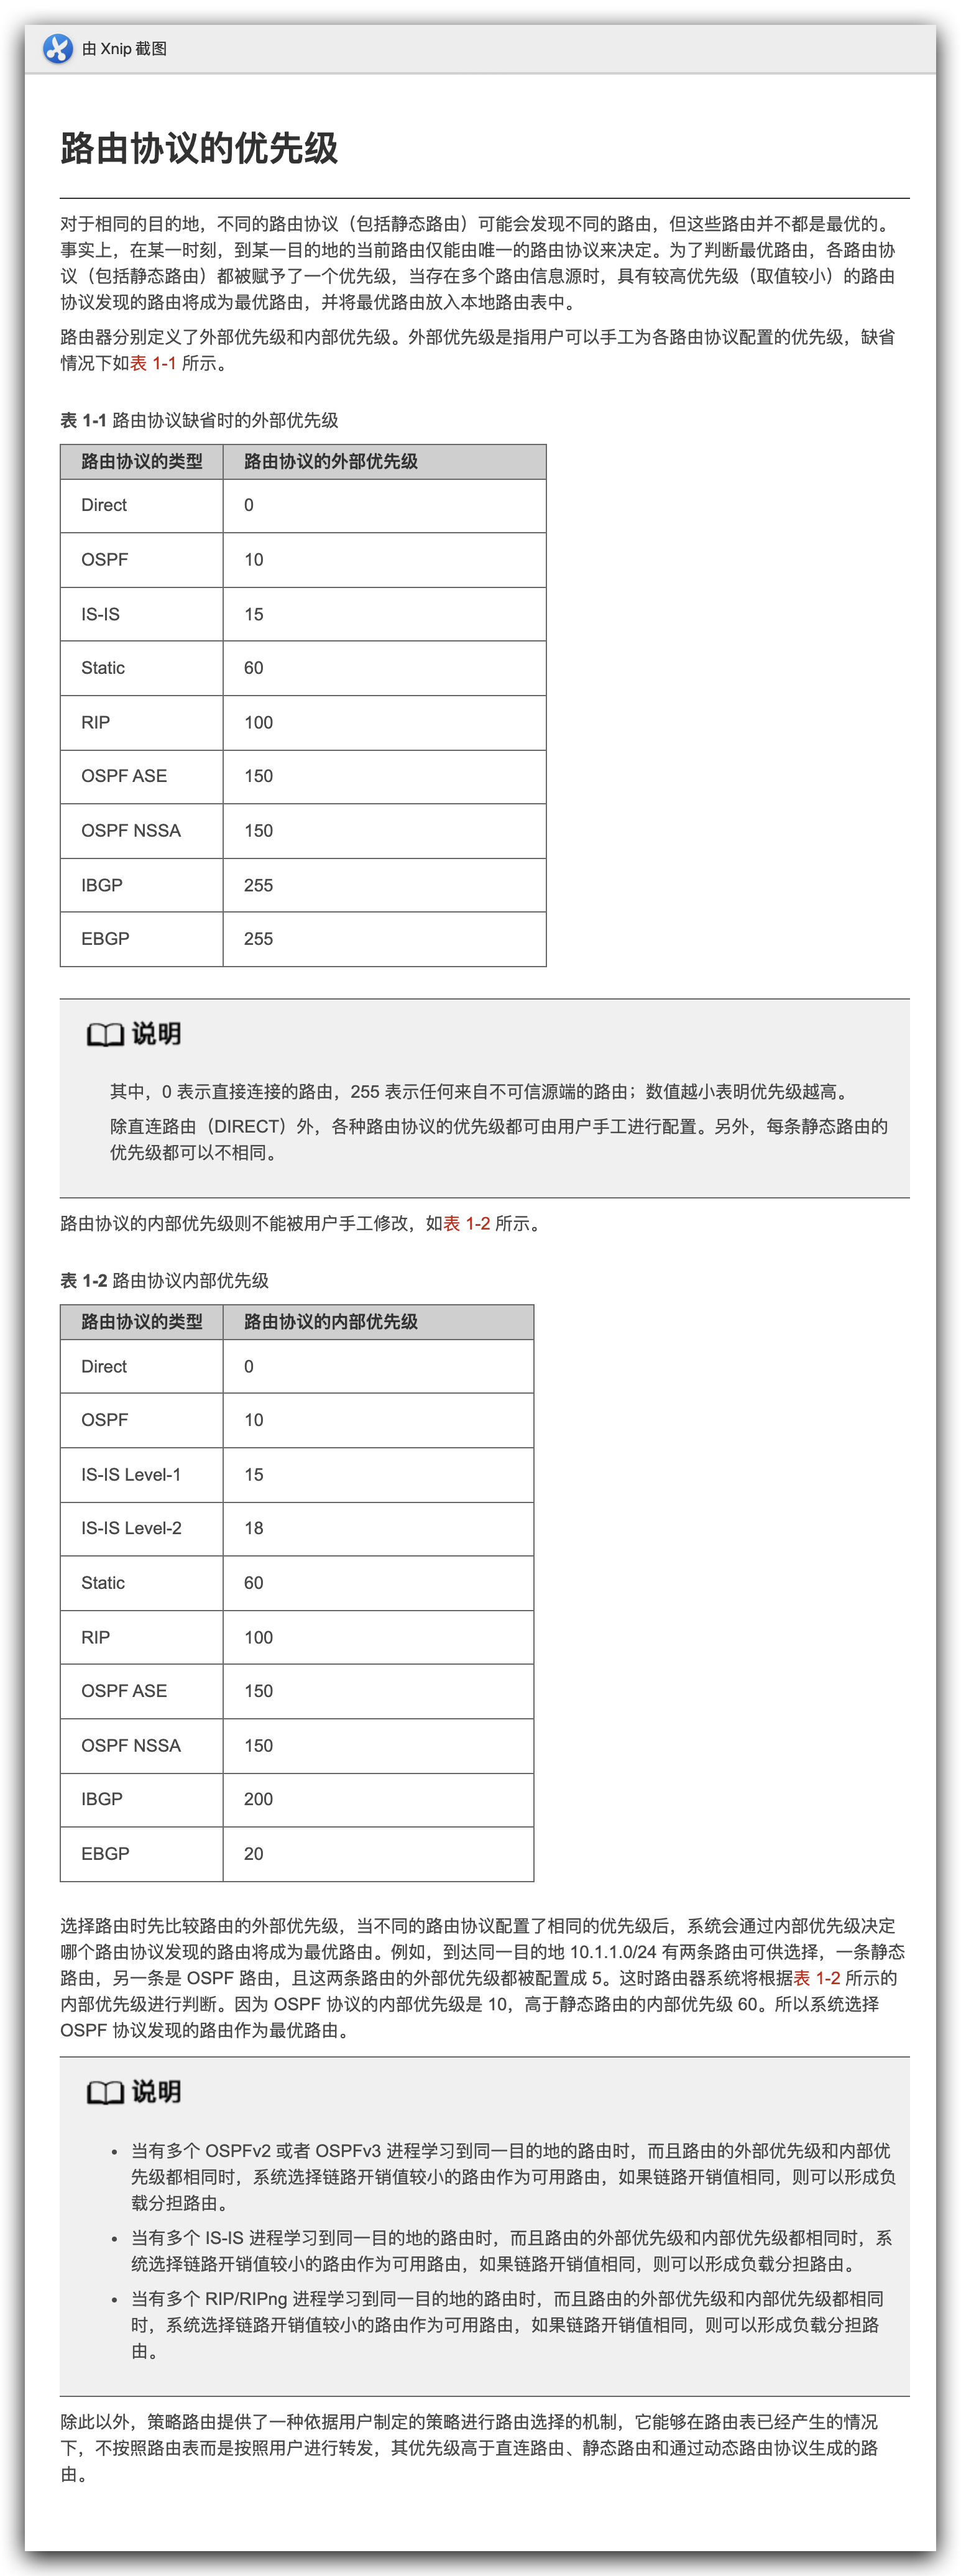 由 Xnip 截图
路由协议的优先级
对于相同的目的地，不同的路由协议（包括静态路由）可能会发现不同的路由，但这些路由并不都是最优的。
事实上，在某一时刻，到某一目的地的当前路由仅能由唯一的路由协议来决定。为了判断最优路由，各路由协
议（包括静态路由）都被赋予了一个优先级，当存在多个路由信息源时，具有较高优先级（取值较小）的路由
协议发现的路由将成为最优路由，并将最优路由放入本地路由表中。
路由器分别定义了外部优先级和内部优先级。外部优先级是指用户可以手工为各路由协议配置的优先级，缺省
情况下如表 1-1 所示。
表 1-1 路由协议缺省时的外部优先级
路由协议的类型 路由协议的外部优先级
Direct 0
OSPF 10
IS-IS 15
Static 60
RIP 100
OSPF ASE 150
OSPF NSSA 150
IBGP 255
EBGP 255
说明
其中，0 表示直接连接的路由，255 表示任何来自不可信源端的路由；数值越小表明优先级越高。
除直连路由（DIRECT）外，各种路由协议的优先级都可由用户手工进行配置。另外，每条静态路由的
优先级都可以不相同。
路由协议的内部优先级则不能被用户手工修改，如表 1-2 所示。
表 1-2 路由协议内部优先级
路由协议的类型 路由协议的内部优先级
Direct 0
OSPF 10
IS-IS Level-1 15
IS-IS Level-2 18
Static 60
RIP 100
OSPF ASE 150
OSPF NSSA 150
IBGP 200
EBGP 20
选择路由时先比较路由的外部优先级，当不同的路由协议配置了相同的优先级后，系统会通过内部优先级决定
哪个路由协议发现的路由将成为最优路由。例如，到达同一目的地 10.1.1.0/24 有两条路由可供选择，一条静态
路由，另一条是 OSPF 路由，且这两条路由的外部优先级都被配置成 5。这时路由器系统将根据表 1-2 所示的
内部优先级进行判断。因为 OSPF 协议的内部优先级是 10，高于静态路由的内部优先级 60。所以系统选择
OSPF 协议发现的路由作为最优路由。
说明
• 当有多个 OSPFv2 或者 OSPFv3 进程学习到同一目的地的路由时，而且路由的外部优先级和内部优
先级都相同时，系统选择链路开销值较小的路由作为可用路由，如果链路开销值相同，则可以形成负
载分担路由。
• 当有多个 IS-IS 进程学习到同一目的地的路由时，而且路由的外部优先级和内部优先级都相同时，系
统选择链路开销值较小的路由作为可用路由，如果链路开销值相同，则可以形成负载分担路由。
• 当有多个 RIP/RIPng 进程学习到同一目的地的路由时，而且路由的外部优先级和内部优先级都相同
时，系统选择链路开销值较小的路由作为可用路由，如果链路开销值相同，则可以形成负载分担路
由。
除此以外，策略路由提供了一种依据用户制定的策略进行路由选择的机制，它能够在路由表已经产生的情况
下，不按照路由表而是按照用户进行转发，其优先级高于直连路由、静态路由和通过动态路由协议生成的路
由。